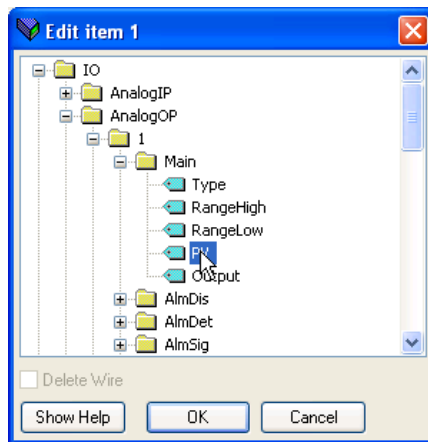 Edit item 1
IO
AnalogIP
AnalogOP
1
Main
Type
RangeHigh
RangeLow
PV
Output
AlmDis
AlmDet
AlmSig
Delete Wire
Show Help OK Cancel